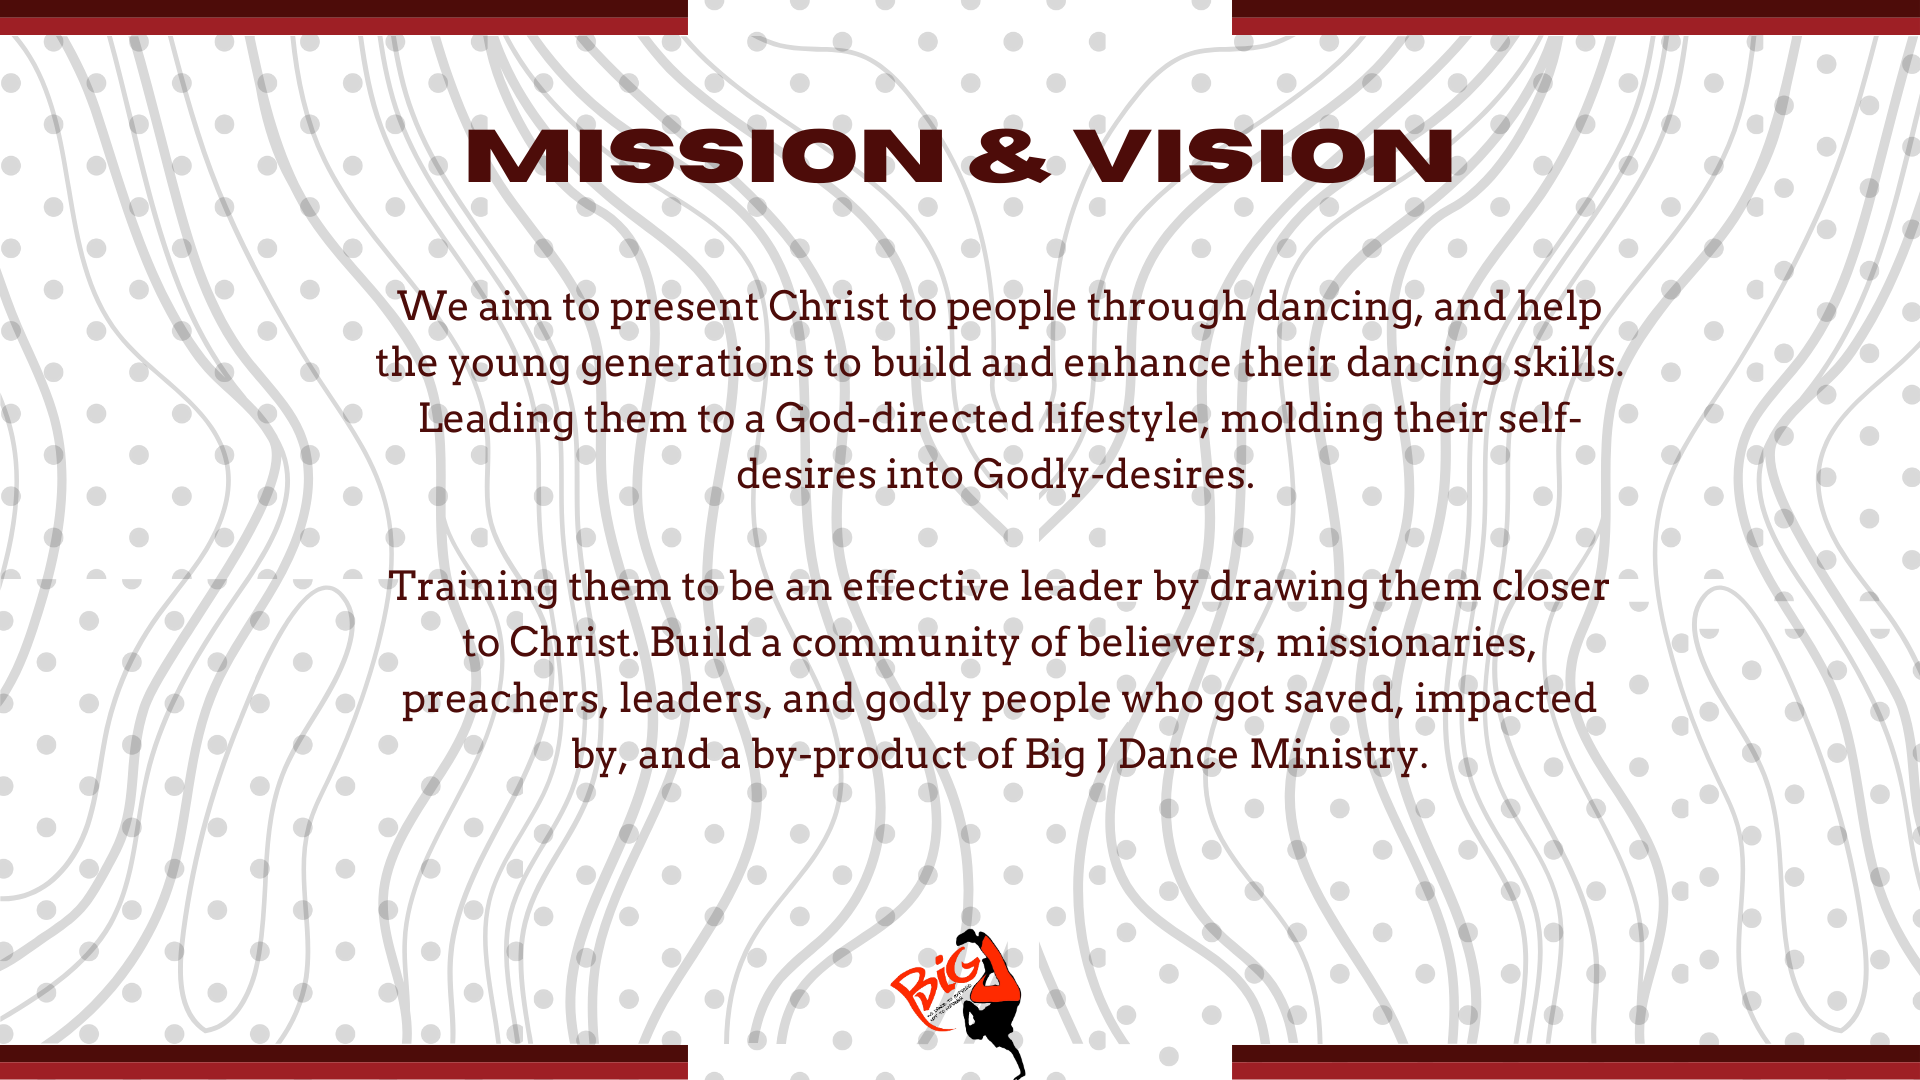 MISSION & VISION
We aim to present Christ to people through dancing, and help
the young generations to build and enhance their dancing skills.
Leading them to a God-directed lifestyle, molding their self-
desires into Godly-desires.
Training them to be an effective leader by drawing them closer
to Christ. Build a community of believers, missionaries,
preachers, leaders, and godly people who got saved, impacted
by, and a by-product of Big J Dance Ministry.
BiG